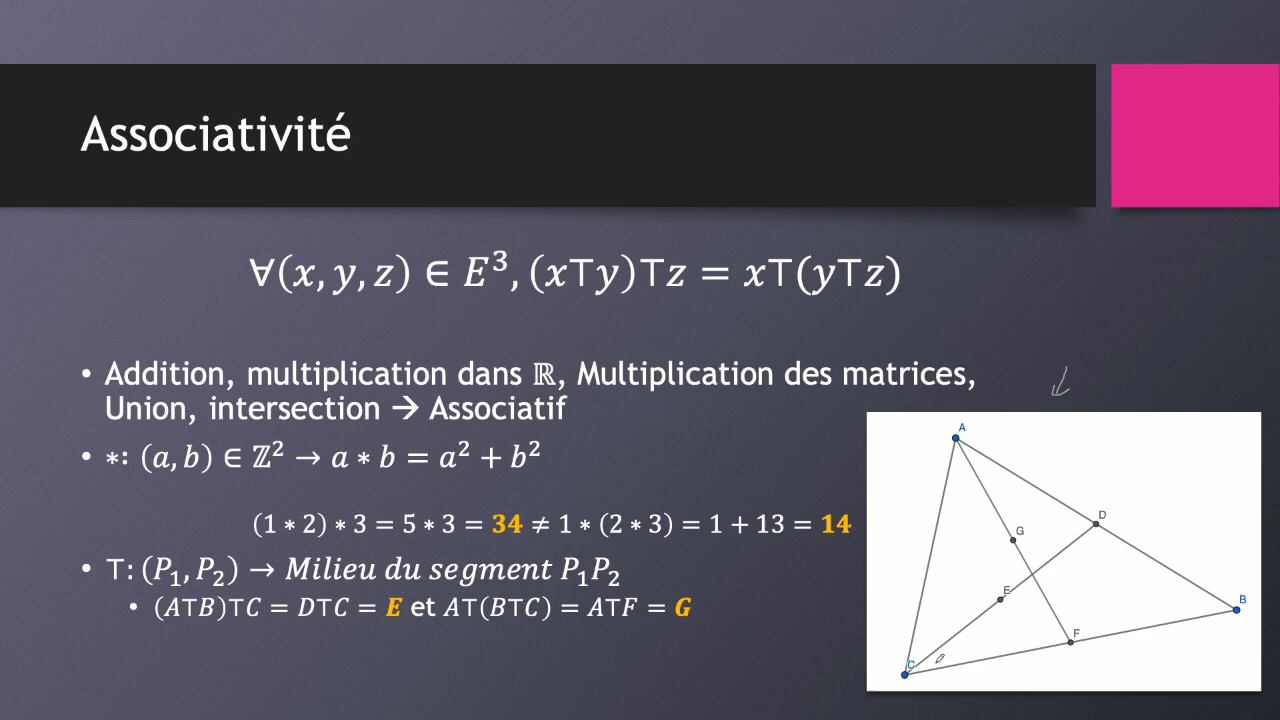 Associativité
∀(x, y, z) ∈ E³, (x⊤y)⊤z = x⊤(y⊤z)
• Addition, multiplication dans ℝ, Multiplication des matrices,
Union, intersection → Associatif
• ∗: (a, b) ∈ ℤ² → a ∗ b = a² + b²
(1 ∗ 2) ∗ 3 = 5 ∗ 3 = 34 ≠ 1 ∗ (2 ∗ 3) = 1 + 13 = 14
• ⊤: (P₁, P₂) → Milieu du segment P₁P₂
• (A⊤B)⊤C = D⊤C = E et A⊤(B⊤C) = A⊤F = G
A
D
G
E
B
F
C